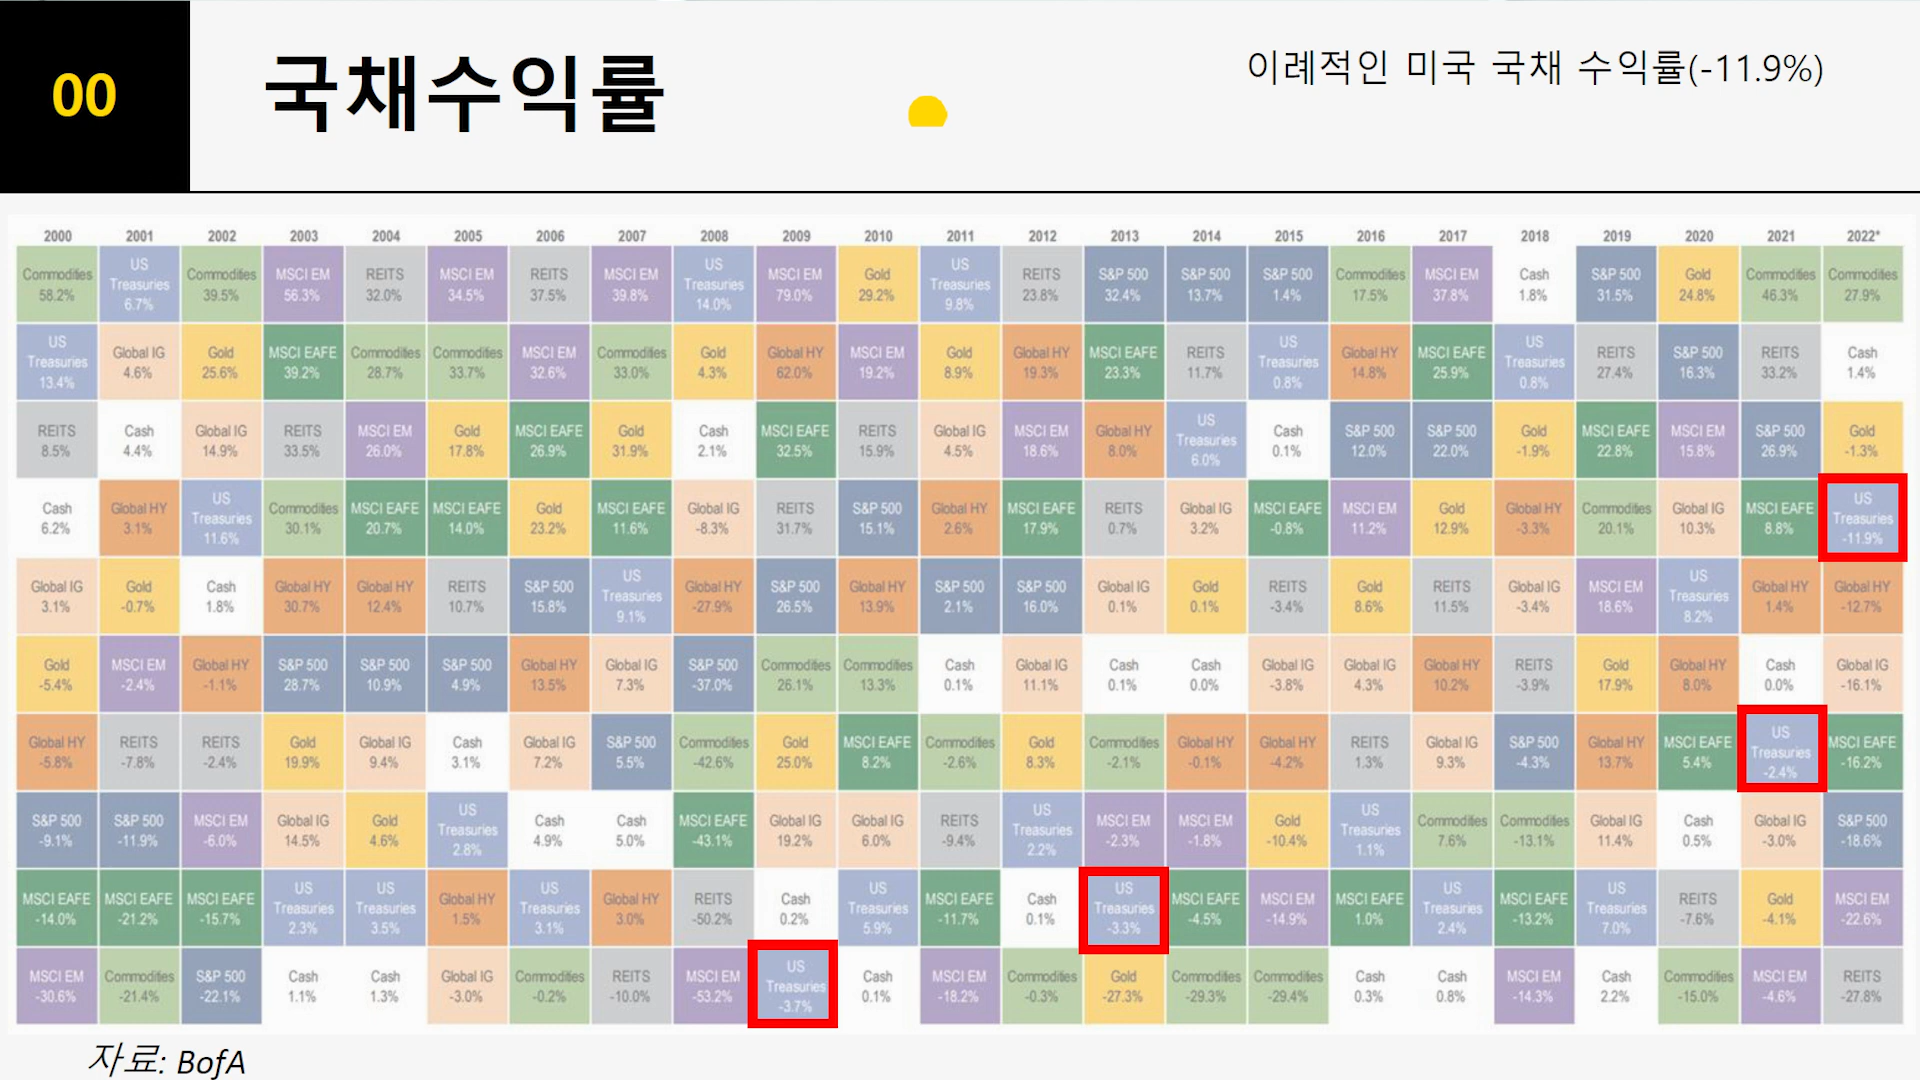 00
국채수익률
이례적인 미국 국채 수익률(-11.9%)
2000 2001 2002 2003 2004 2005 2006 2007 2008 2009 2010 2011 2012 2013 2014 2015 2016 2017 2018 2019 2020 2021 2022*
Commodities 58.2% US Treasuries 6.7% Commodities 39.5% MSCI EM 56.3% REITS 32.0% MSCI EM 34.5% REITS 37.5% MSCI EM 39.8% US Treasuries 14.0% MSCI EM 79.0% Gold 29.2% US Treasuries 9.8% REITS 23.8% S&P 500 32.4% S&P 500 13.7% S&P 500 1.4% Commodities 17.5% MSCI EM 37.8% Cash 1.8% S&P 500 31.5% Gold 24.8% Commodities 46.3% Commodities 27.9%
US Treasuries 13.4% Global IG 4.6% Gold 25.6% MSCI EAFE 39.2% Commodities 28.7% Commodities 33.7% MSCI EM 32.6% Commodities 33.0% Gold 4.3% Global HY 62.0% MSCI EM 19.2% Gold 8.9% Global HY 19.3% MSCI EAFE 23.3% REITS 11.7% US Treasuries 0.8% Global HY 14.8% MSCI EAFE 25.9% US Treasuries 0.8% REITS 27.4% S&P 500 16.3% REITS 33.2% Cash 1.4%
REITS 8.5% Cash 4.4% Global IG 14.9% REITS 33.5% MSCI EM 26.0% Gold 17.8% MSCI EAFE 26.9% Gold 31.9% Cash 2.1% MSCI EAFE 32.5% REITS 15.9% Global IG 4.5% MSCI EM 18.6% Global HY 8.0% US Treasuries 6.0% Cash 0.1% S&P 500 12.0% S&P 500 22.0% Gold -1.9% MSCI EAFE 22.8% MSCI EM 15.8% S&P 500 26.9% Gold -1.3%
Cash 6.2% Global HY 3.1% US Treasuries 11.6% Commodities 30.1% MSCI EAFE 20.7% MSCI EAFE 14.0% Gold 23.2% MSCI EAFE 11.6% Global IG -8.3% REITS 31.7% S&P 500 15.1% Global HY 2.6% MSCI EAFE 17.9% REITS 0.7% Global IG 3.2% MSCI EAFE -0.8% MSCI EM 11.2% Gold 12.9% Global HY -3.3% Commodities 20.1% Global IG 10.3% MSCI EAFE 8.8% US Treasuries -11.9%
Global IG 3.1% Gold -0.7% Cash 1.8% Global HY 30.7% Global HY 12.4% REITS 10.7% S&P 500 15.8% US Treasuries 9.1% Global HY -27.9% S&P 500 26.5% Global HY 13.9% S&P 500 2.1% S&P 500 16.0% Global IG 0.1% Gold 0.1% REITS -3.4% Gold 8.6% REITS 11.5% Global IG -3.4% MSCI EM 18.6% US Treasuries 8.2% Global HY 1.4% Global HY -12.7%
Gold -5.4% MSCI EM -2.4% Global HY -1.1% S&P 500 28.7% S&P 500 10.9% S&P 500 4.9% Global HY 13.5% Global IG 7.3% S&P 500 -37.0% Commodities 26.1% Commodities 13.3% Cash 0.1% Global IG 11.1% Cash 0.1% Cash 0.0% Global IG -3.8% Global IG 4.3% Global HY 10.2% REITS -3.9% Gold 17.9% Global HY 8.0% Cash 0.0% Global IG -16.1%
Global HY -5.8% REITS -7.8% REITS -2.4% Gold 19.9% Global IG 9.4% Cash 3.1% Global IG 7.2% S&P 500 5.5% Commodities -42.6% Gold 25.0% MSCI EAFE 8.2% Commodities -2.6% Gold 8.3% Commodities -2.1% Global HY -0.1% Global HY -4.2% REITS 1.3% Global IG 9.3% S&P 500 -4.3% Global HY 13.7% MSCI EAFE 5.4% US Treasuries -2.4% MSCI EAFE -16.2%
S&P 500 -9.1% S&P 500 -11.9% MSCI EM -6.0% Global IG 14.5% Gold 4.6% US Treasuries 2.8% Cash 4.9% Cash 5.0% MSCI EAFE -43.1% Global IG 19.2% Global IG 6.0% REITS -9.4% US Treasuries 2.2% MSCI EM -2.3% MSCI EM -1.8% Gold -10.4% US Treasuries 1.1% Commodities 7.6% Commodities -13.1% Global IG 11.4% Cash 0.5% Global IG -3.0% S&P 500 -18.6%
MSCI EAFE -14.0% MSCI EAFE -21.2% MSCI EAFE -15.7% US Treasuries 2.3% US Treasuries 3.5% Global HY 1.5% US Treasuries 3.1% Global HY 3.0% REITS -50.2% Cash 0.2% US Treasuries 5.9% MSCI EAFE -11.7% Cash 0.1% US Treasuries -3.3% MSCI EAFE -4.5% MSCI EM -14.9% MSCI EAFE 1.0% US Treasuries 2.4% MSCI EAFE -13.2% US Treasuries 7.0% REITS -7.6% Gold -4.1% MSCI EM -22.6%
MSCI EM -30.6% Commodities -21.4% S&P 500 -22.1% Cash 1.1% Cash 1.3% Global IG -3.0% Commodities -0.2% REITS -10.0% MSCI EM -53.2% US Treasuries -3.7% Cash 0.1% MSCI EM -18.2% Commodities -0.3% Gold -27.3% Commodities -29.3% Commodities -29.4% Cash 0.3% Cash 0.8% MSCI EM -14.3% Cash 2.2% Commodities -15.0% MSCI EM -4.6% REITS -27.8%
자료: BofA